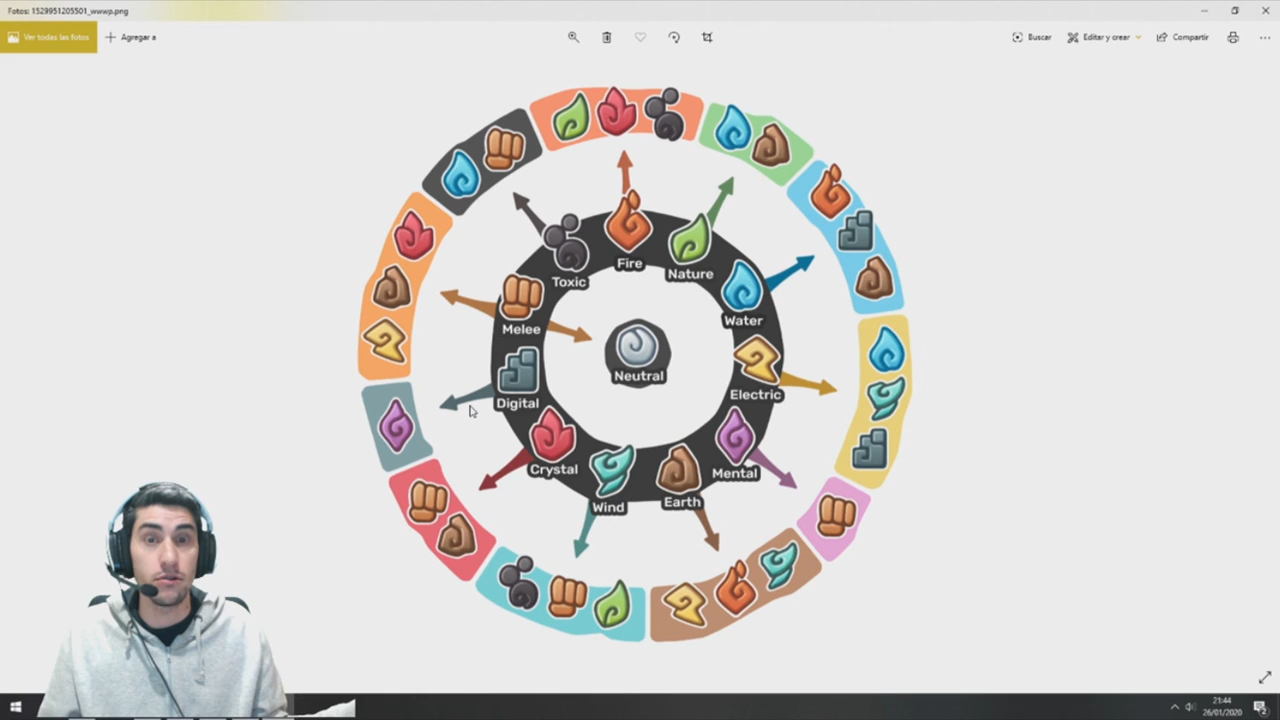 Fotos: 1529951205501_wwwp.png
Ver todas las fotos
Agregar a
Buscar
Editar y crear
Compartir
Fire
Toxic
Nature
Melee
Water
Neutral
Digital
Electric
Crystal
Mental
Wind
Earth
21:44
26/01/2020